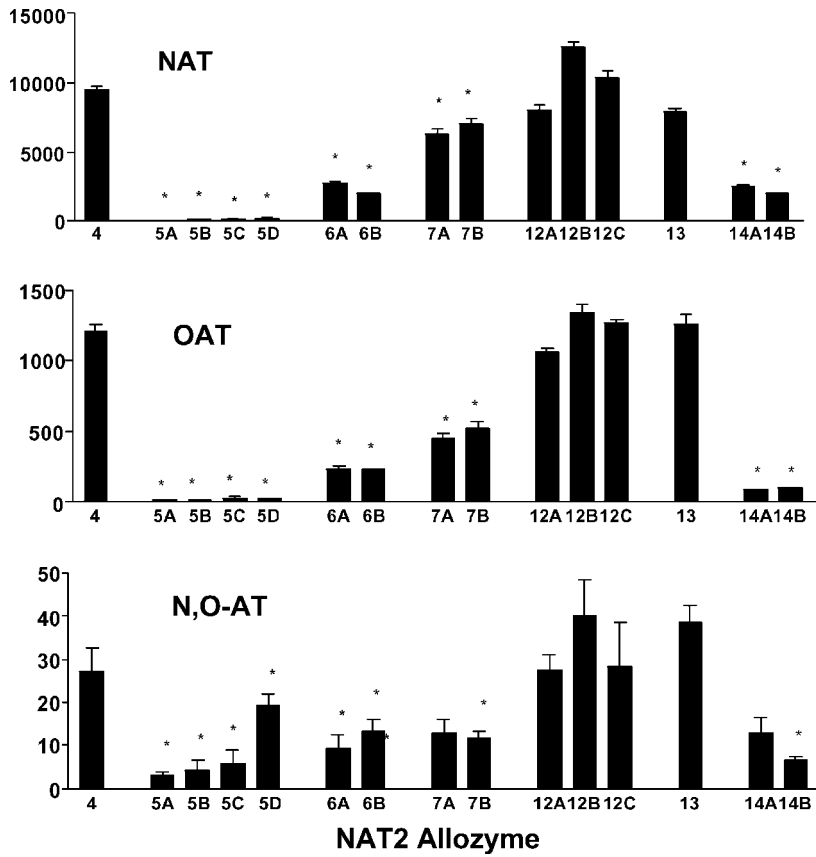 15000
NAT
10000
5000
0
* * * * * * * * * *
4 5A 5B 5C 5D 6A 6B 7A 7B 12A 12B 12C 13 14A 14B
1500
OAT
1000
500
0
* * * * * * * * * *
4 5A 5B 5C 5D 6A 6B 7A 7B 12A 12B 12C 13 14A 14B
50
N,O-AT
40
30
20
10
0
* * * * * * * * *
4 5A 5B 5C 5D 6A 6B 7A 7B 12A 12B 12C 13 14A 14B
NAT2 Allozyme